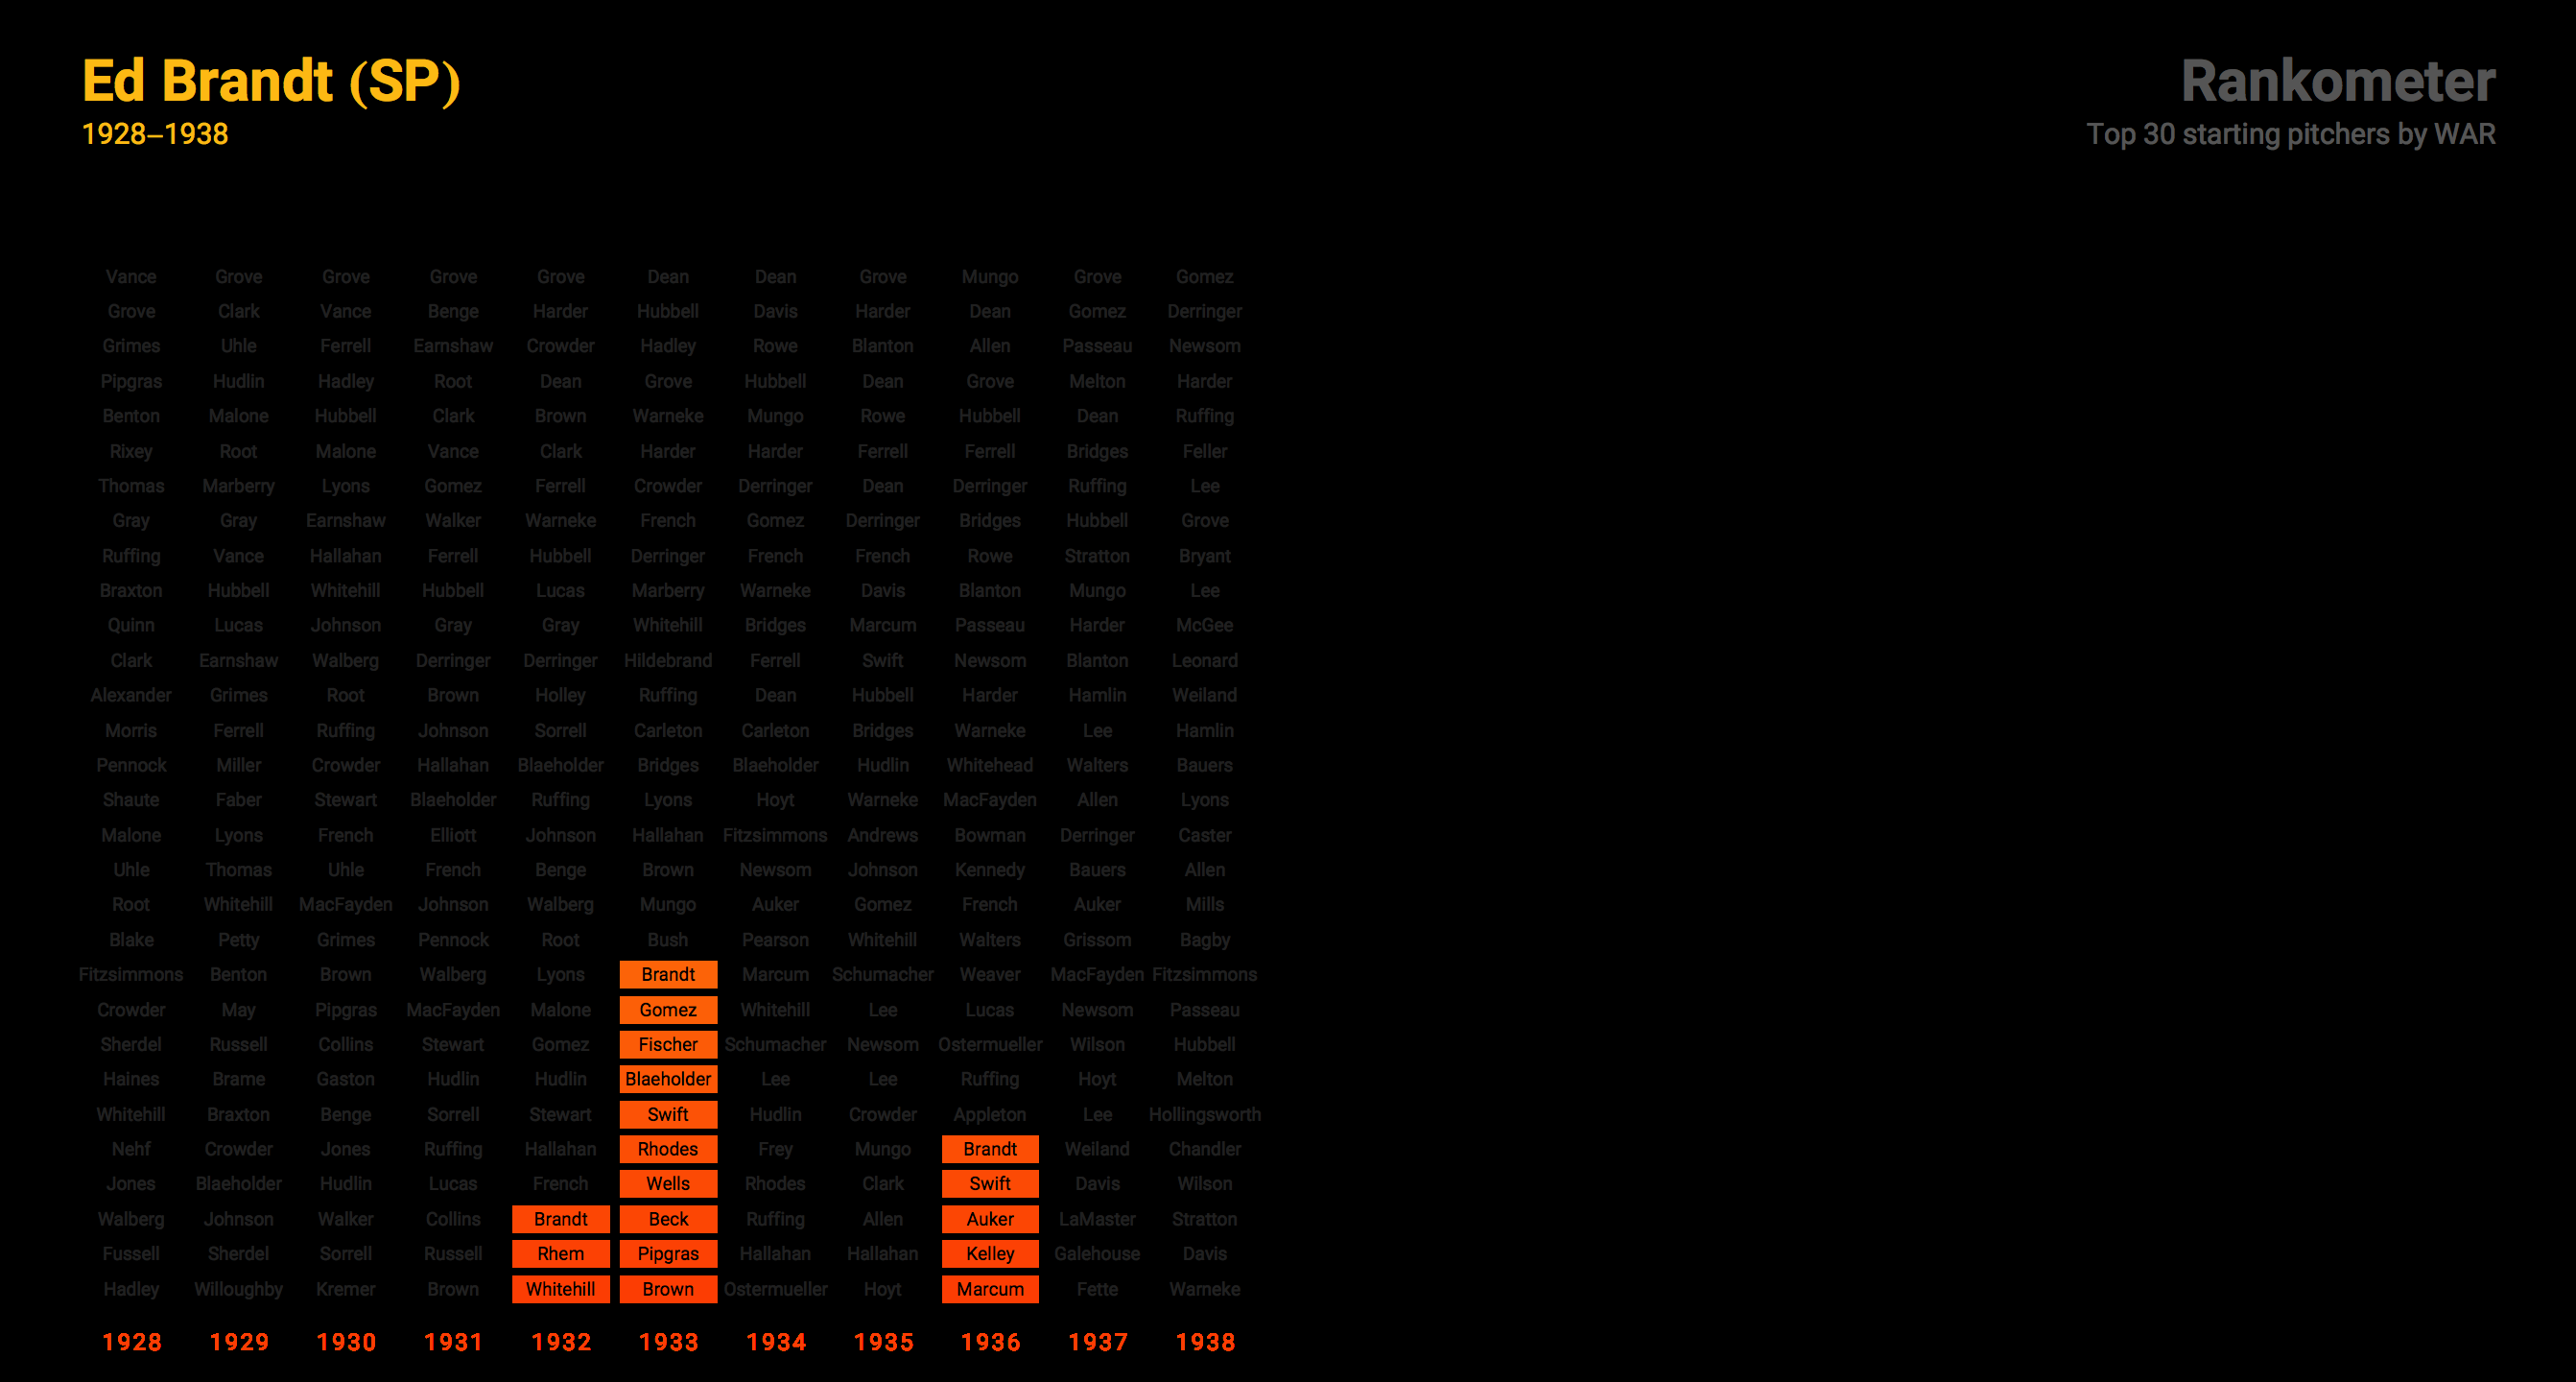 Ed Brandt (SP)
1928–1938
Rankometer
Top 30 starting pitchers by WAR
Vance Grove Grove Grove Grove Dean Dean Grove Mungo Grove Gomez
Grove Clark Vance Benge Harder Hubbell Davis Harder Dean Gomez Derringer
Grimes Uhle Ferrell Earnshaw Crowder Hadley Rowe Blanton Allen Passeau Newsom
Pipgras Hudlin Hadley Root Dean Grove Hubbell Dean Grove Melton Harder
Benton Malone Hubbell Clark Brown Warneke Mungo Rowe Hubbell Dean Ruffing
Rixey Root Malone Vance Clark Harder Harder Ferrell Ferrell Bridges Feller
Thomas Marberry Lyons Gomez Ferrell Crowder Derringer Dean Derringer Ruffing Lee
Gray Gray Earnshaw Walker Warneke French Gomez Derringer Bridges Hubbell Grove
Ruffing Vance Hallahan Ferrell Hubbell Derringer French French Rowe Stratton Bryant
Braxton Hubbell Whitehill Hubbell Lucas Marberry Warneke Davis Blanton Mungo Lee
Quinn Lucas Johnson Gray Gray Whitehill Bridges Marcum Passeau Harder McGee
Clark Earnshaw Walberg Derringer Derringer Hildebrand Ferrell Swift Newsom Blanton Leonard
Alexander Grimes Root Brown Holley Ruffing Dean Hubbell Harder Hamlin Weiland
Morris Ferrell Ruffing Johnson Sorrell Carleton Carleton Bridges Warneke Lee Hamlin
Pennock Miller Crowder Hallahan Blaeholder Bridges Blaeholder Hudlin Whitehead Walters Bauers
Shaute Faber Stewart Blaeholder Ruffing Lyons Hoyt Warneke MacFayden Allen Lyons
Malone Lyons French Elliott Johnson Hallahan Fitzsimmons Andrews Bowman Derringer Caster
Uhle Thomas Uhle French Benge Brown Newsom Johnson Kennedy Bauers Allen
Root Whitehill MacFayden Johnson Walberg Mungo Auker Gomez French Auker Mills
Blake Petty Grimes Pennock Root Bush Pearson Whitehill Walters Grissom Bagby
Fitzsimmons Benton Brown Walberg Lyons Brandt Marcum Schumacher Weaver MacFayden Fitzsimmons
Crowder May Pipgras MacFayden Malone Gomez Whitehill Lee Lucas Newsom Passeau
Sherdel Russell Collins Stewart Gomez Fischer Schumacher Newsom Ostermueller Wilson Hubbell
Haines Brame Gaston Hudlin Hudlin Blaeholder Lee Lee Ruffing Hoyt Melton
Whitehill Braxton Benge Sorrell Stewart Swift Hudlin Crowder Appleton Lee Hollingsworth
Nehf Crowder Jones Ruffing Hallahan Rhodes Frey Mungo Brandt Weiland Chandler
Jones Blaeholder Hudlin Lucas French Wells Rhodes Clark Swift Davis Wilson
Walberg Johnson Walker Collins Brandt Beck Ruffing Allen Auker LaMaster Stratton
Fussell Sherdel Sorrell Russell Rhem Pipgras Hallahan Hallahan Kelley Galehouse Davis
Hadley Willoughby Kremer Brown Whitehill Brown Ostermueller Hoyt Marcum Fette Warneke
1928 1929 1930 1931 1932 1933 1934 1935 1936 1937 1938